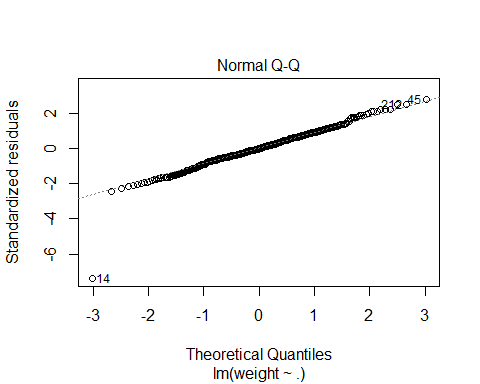 Normal Q-Q
Standardized residuals
2
0
-2
-4
-6
212 45
14
-3 -2 -1 0 1 2 3
Theoretical Quantiles
lm(weight ~ .)